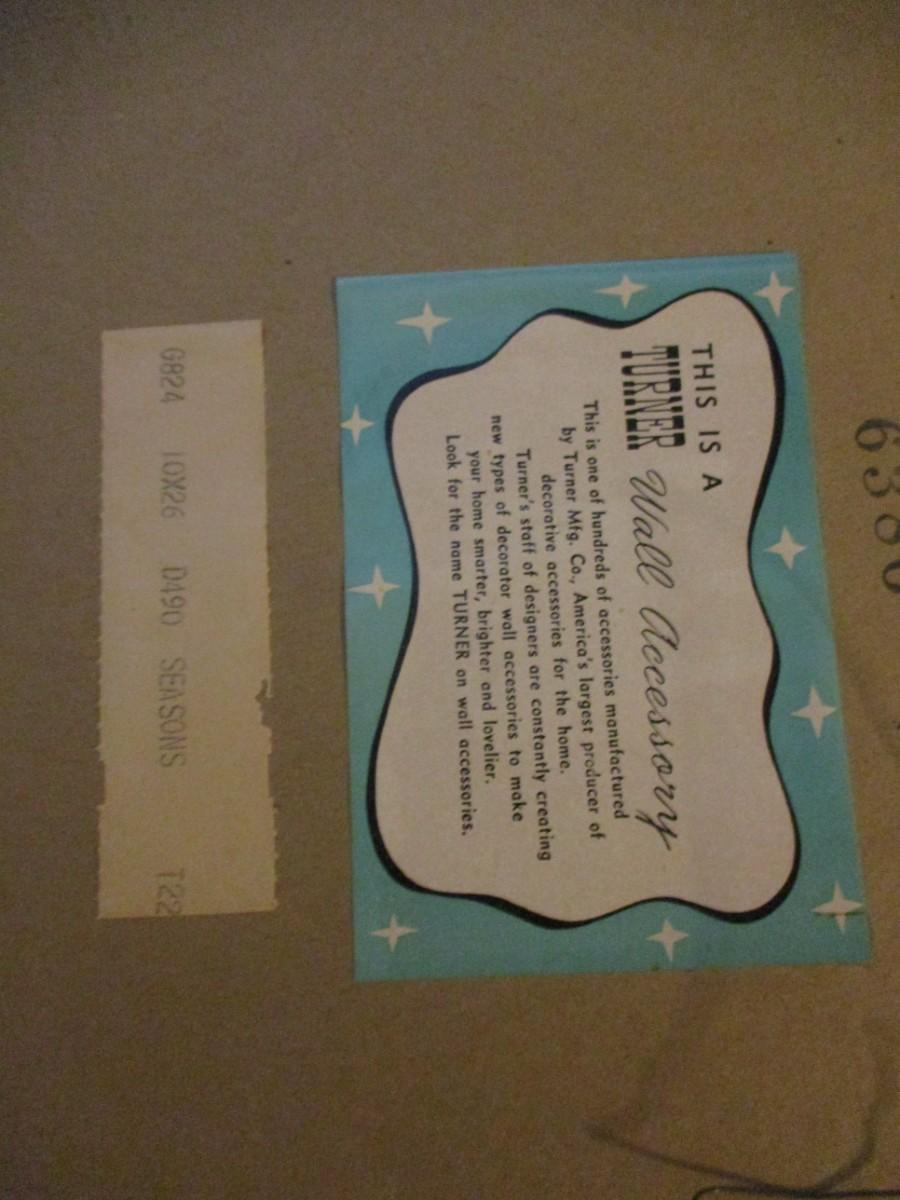 THIS IS A
TURNER Wall Accessory
This is one of hundreds of accessories manufactured
by Turner Mfg. Co., America's largest producer of
decorative accessories for the home.
Turner's staff of designers are constantly creating
new types of decorator wall accessories to make
your home smarter, brighter and lovelier.
Look for the name TURNER on wall accessories.
G824 10X26 D490 SEASONS T22